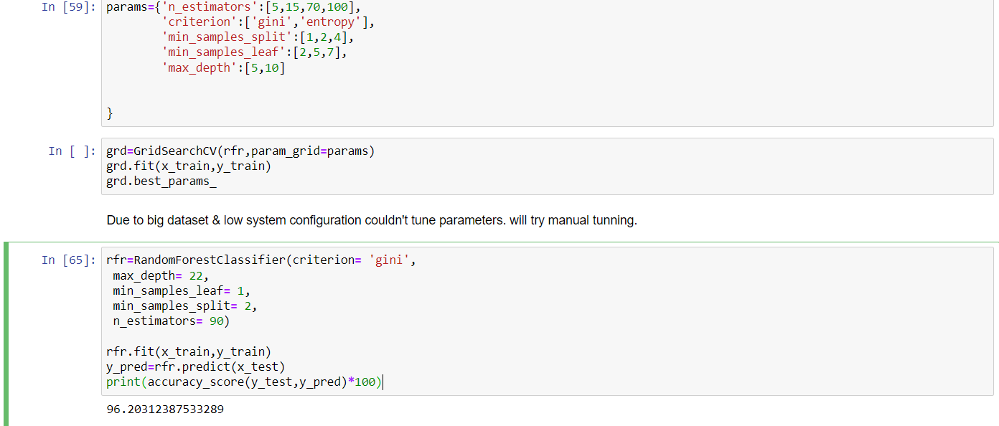 In [59]: params={'n_estimators':[5,15,70,100],
'criterion':['gini','entropy'],
'min_samples_split':[1,2,4],
'min_samples_leaf':[2,5,7],
'max_depth':[5,10]
}
In [ ]: grd=GridSearchCV(rfr,param_grid=params)
grd.fit(x_train,y_train)
grd.best_params_
Due to big dataset & low system configuration couldn't tune parameters. will try manual tunning.
In [65]: rfr=RandomForestClassifier(criterion= 'gini',
max_depth= 22,
min_samples_leaf= 1,
min_samples_split= 2,
n_estimators= 90)
rfr.fit(x_train,y_train)
y_pred=rfr.predict(x_test)
print(accuracy_score(y_test,y_pred)*100)
96.20312387533289